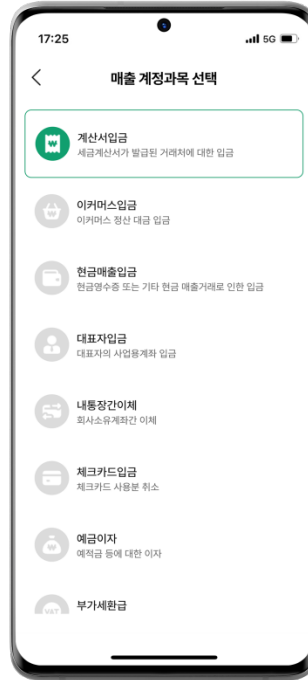 17:25
5G
매출 계정과목 선택
계산서입금
세금계산서가 발급된 거래처에 대한 입금
이커머스입금
이커머스 정산 대금 입금
현금매출입금
현금영수증 또는 기타 현금 매출거래로 인한 입금
대표자입금
대표자의 사업용계좌 입금
내통장간이체
회사소유계좌간 이체
체크카드입금
체크카드 사용분 취소
예금이자
예적금 등에 대한 이자
부가세환급
VAT